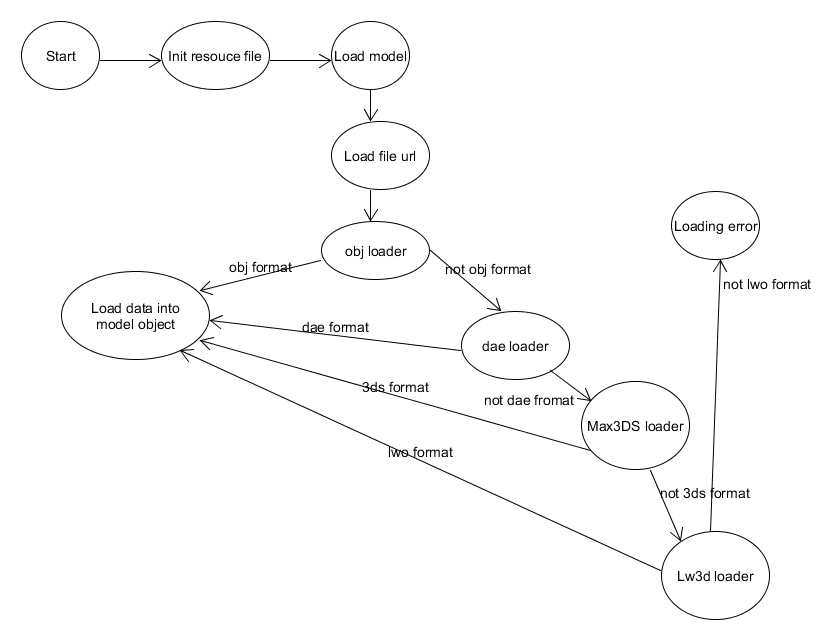 Start
Init resouce file
Load model
Load file url
Loading error
obj loader
obj format
not obj format
not lwo format
Load data into
model object
dae format
dae loader
3ds format
not dae fromat
Max3DS loader
lwo format
not 3ds format
Lw3d loader